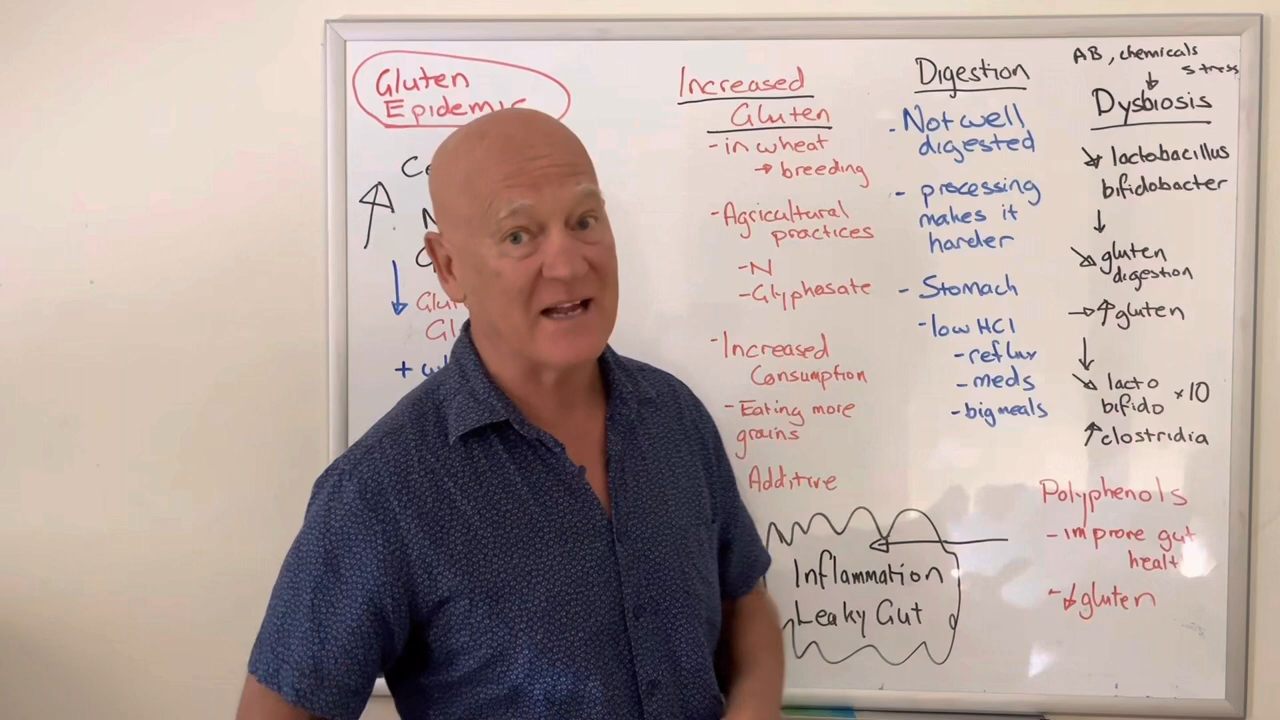 Gluten
Epidemic
+
Increased
Gluten
- in wheat
→ breeding
- Agricultural
practices
- N
- Glyphosate
- Increased
Consumption
- Eating more
grains
Additive
Inflammation
Leaky Gut
Digestion
- Not well
digested
- processing
makes it
harder
- Stomach
- low HCl
- reflux
- meds
- big meals
AB, chemicals
stress
↓
Dysbiosis
↘ lactobacillus
bifidobacter
↓
↘ gluten
digestion
→ ↑ gluten
↓
↘ lacto
bifido ×10
↑ clostridia
Polyphenols
- improve gut
healt
- ↓ gluten